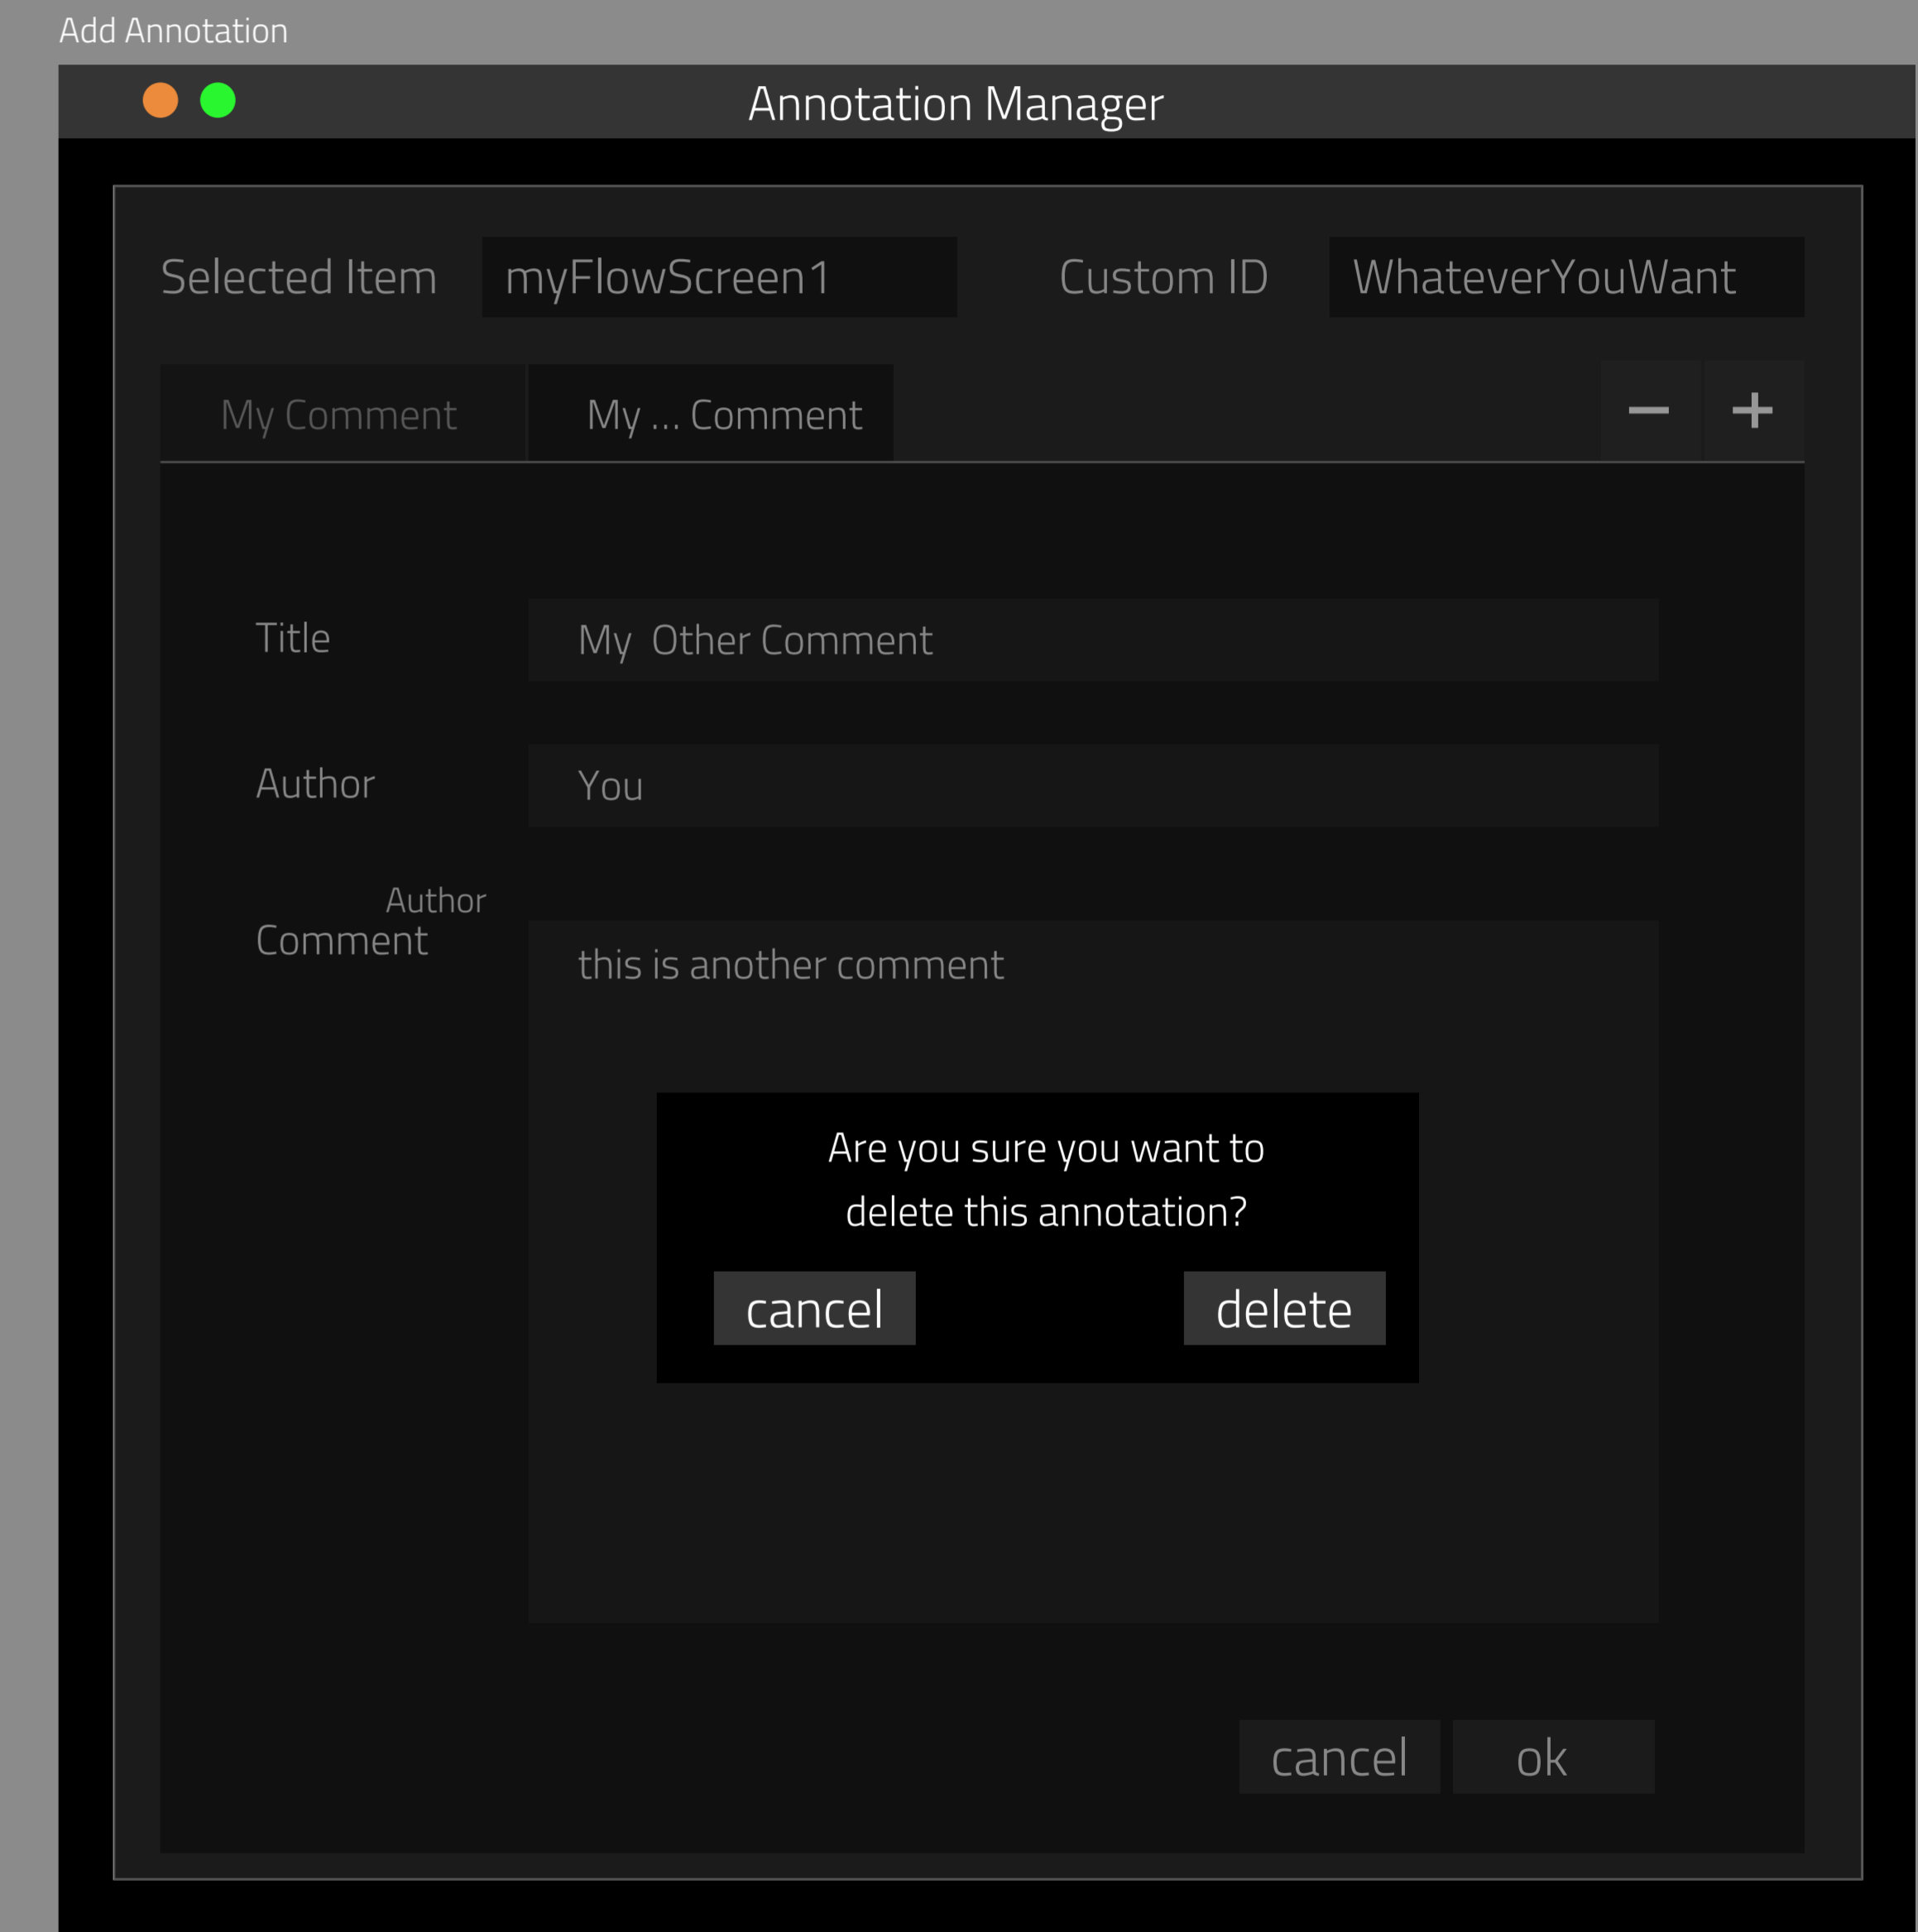 Add Annotation
Annotation Manager
Selected Item myFlowScreen1 Custom ID WhateverYouWant
My Comment My ... Comment − +
Title My Other Comment
Author You
Author
Comment
this is another comment
Are you sure you want to
delete this annotation?
cancel delete
cancel ok